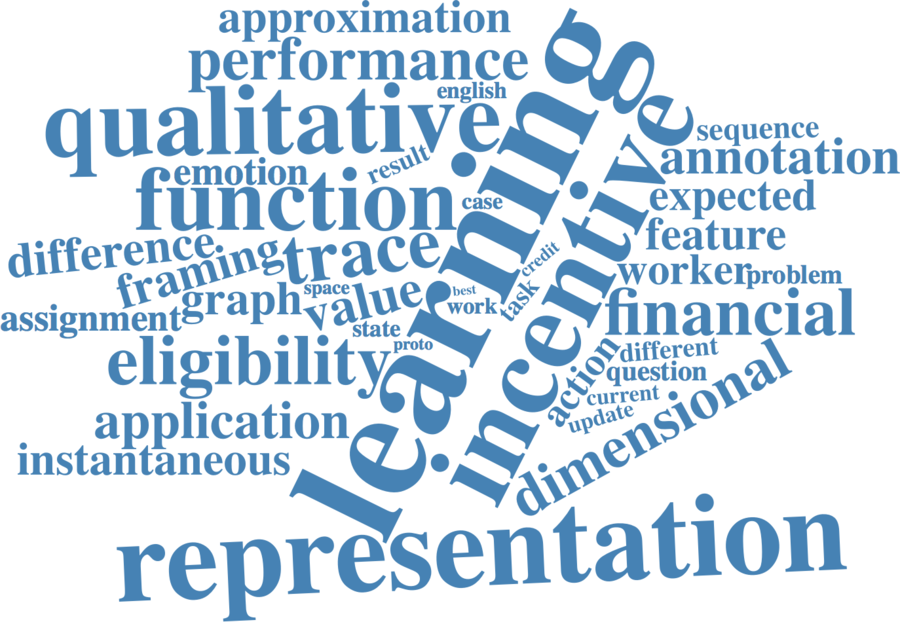 approximation
performance
english
qualitative
learning
incentive
sequence
annotation
emotion
result
function
case
expected
difference
framing
trace
feature
credit
worker
problem
graph
space
value
best
work
task
financial
assignment
state
proto
eligibility
action
different
question
current
update
dimensional
application
instantaneous
representation